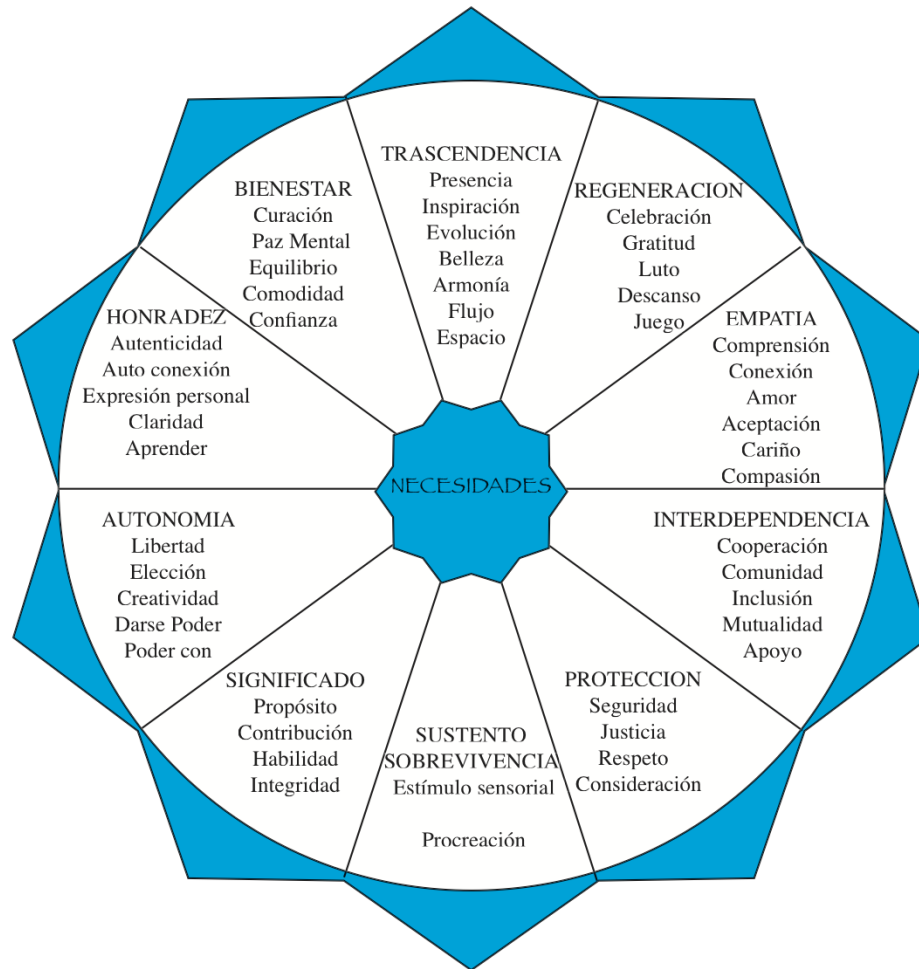 TRASCENDENCIA
Presencia
Inspiración
Evolución
Belleza
Armonía
Flujo
Espacio
REGENERACION
Celebración
Gratitud
Luto
Descanso
Juego
EMPATIA
Comprensión
Conexión
Amor
Aceptación
Cariño
Compasión
INTERDEPENDENCIA
Cooperación
Comunidad
Inclusión
Mutualidad
Apoyo
PROTECCION
Seguridad
Justicia
Respeto
Consideración
SUSTENTO
SOBREVIVENCIA
Estímulo sensorial
Procreación
SIGNIFICADO
Propósito
Contribución
Habilidad
Integridad
AUTONOMIA
Libertad
Elección
Creatividad
Darse Poder
Poder con
HONRADEZ
Autenticidad
Auto conexión
Expresión personal
Claridad
Aprender
BIENESTAR
Curación
Paz Mental
Equilibrio
Comodidad
Confianza
NECESIDADES